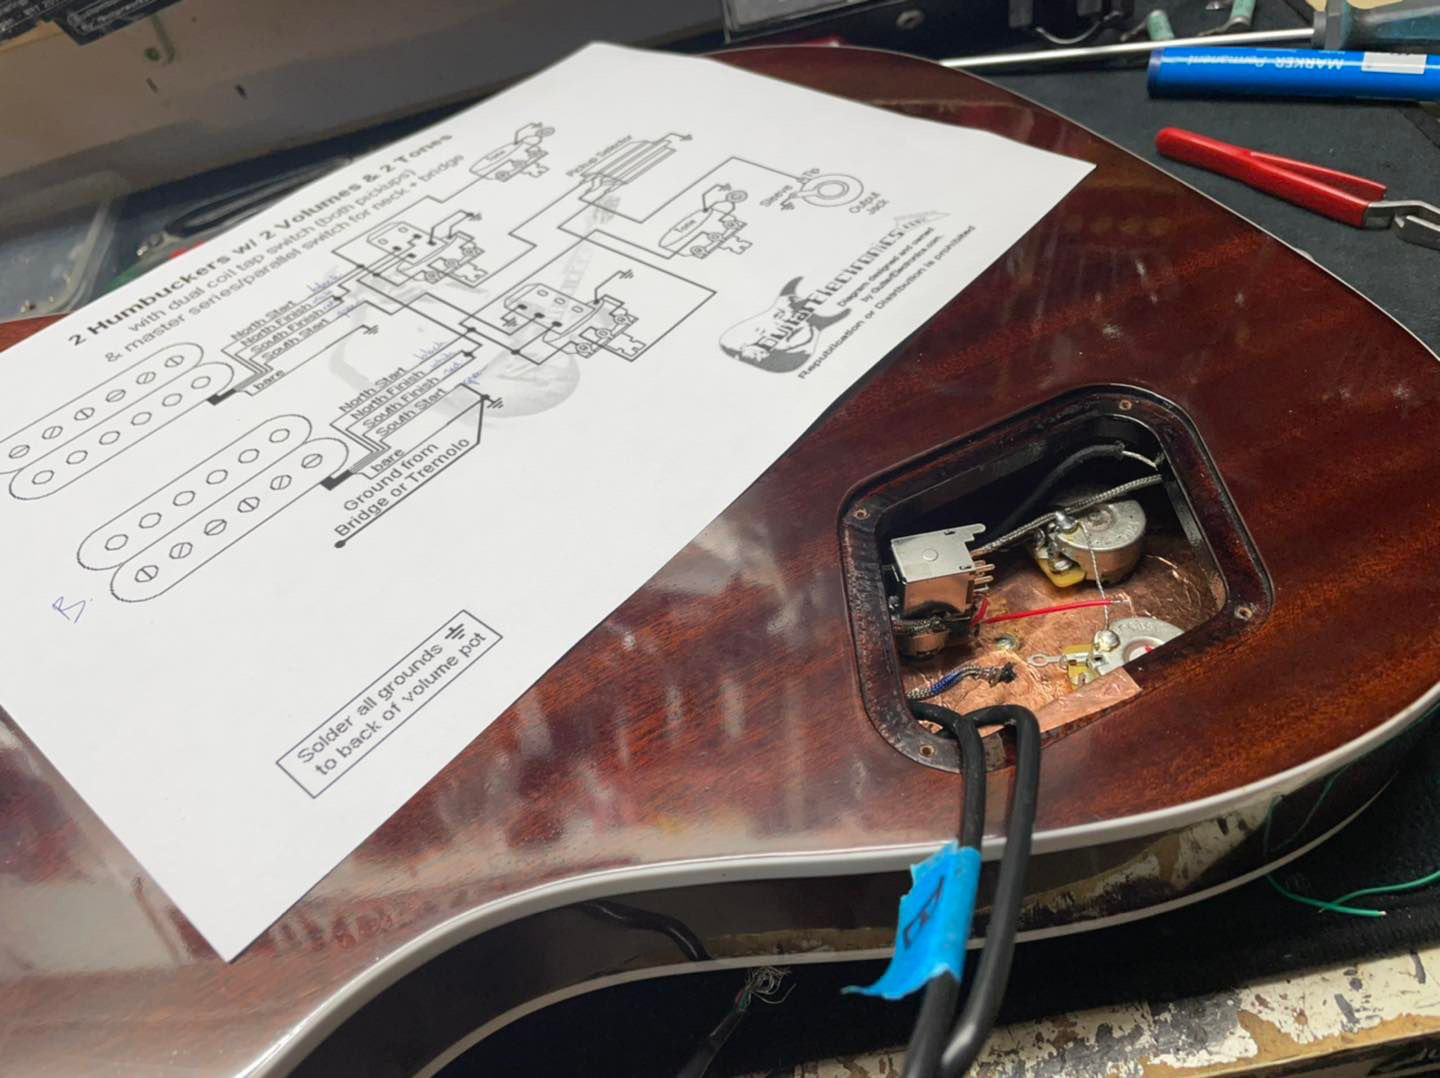 2 Humbuckers w/ 2 Volumes & 2 Tones
with dual coil tap switch (both pickups)
& master series/parallel switch for neck + bridge
North Start
North Finish
South Finish
South Start
bare
North Start
North Finish
South Finish
South Start
bare
Ground from
Bridge or Tremolo
Tone
Pickup Selector
Tone
Sleeve
Tip
Output
Jack
GuitarElectronics.com
Diagram designed and owned
by GuitarElectronics.com.
Republication or Distribution is prohibited
B.
Solder all grounds
to back of volume pot
MARKER Permanent
B